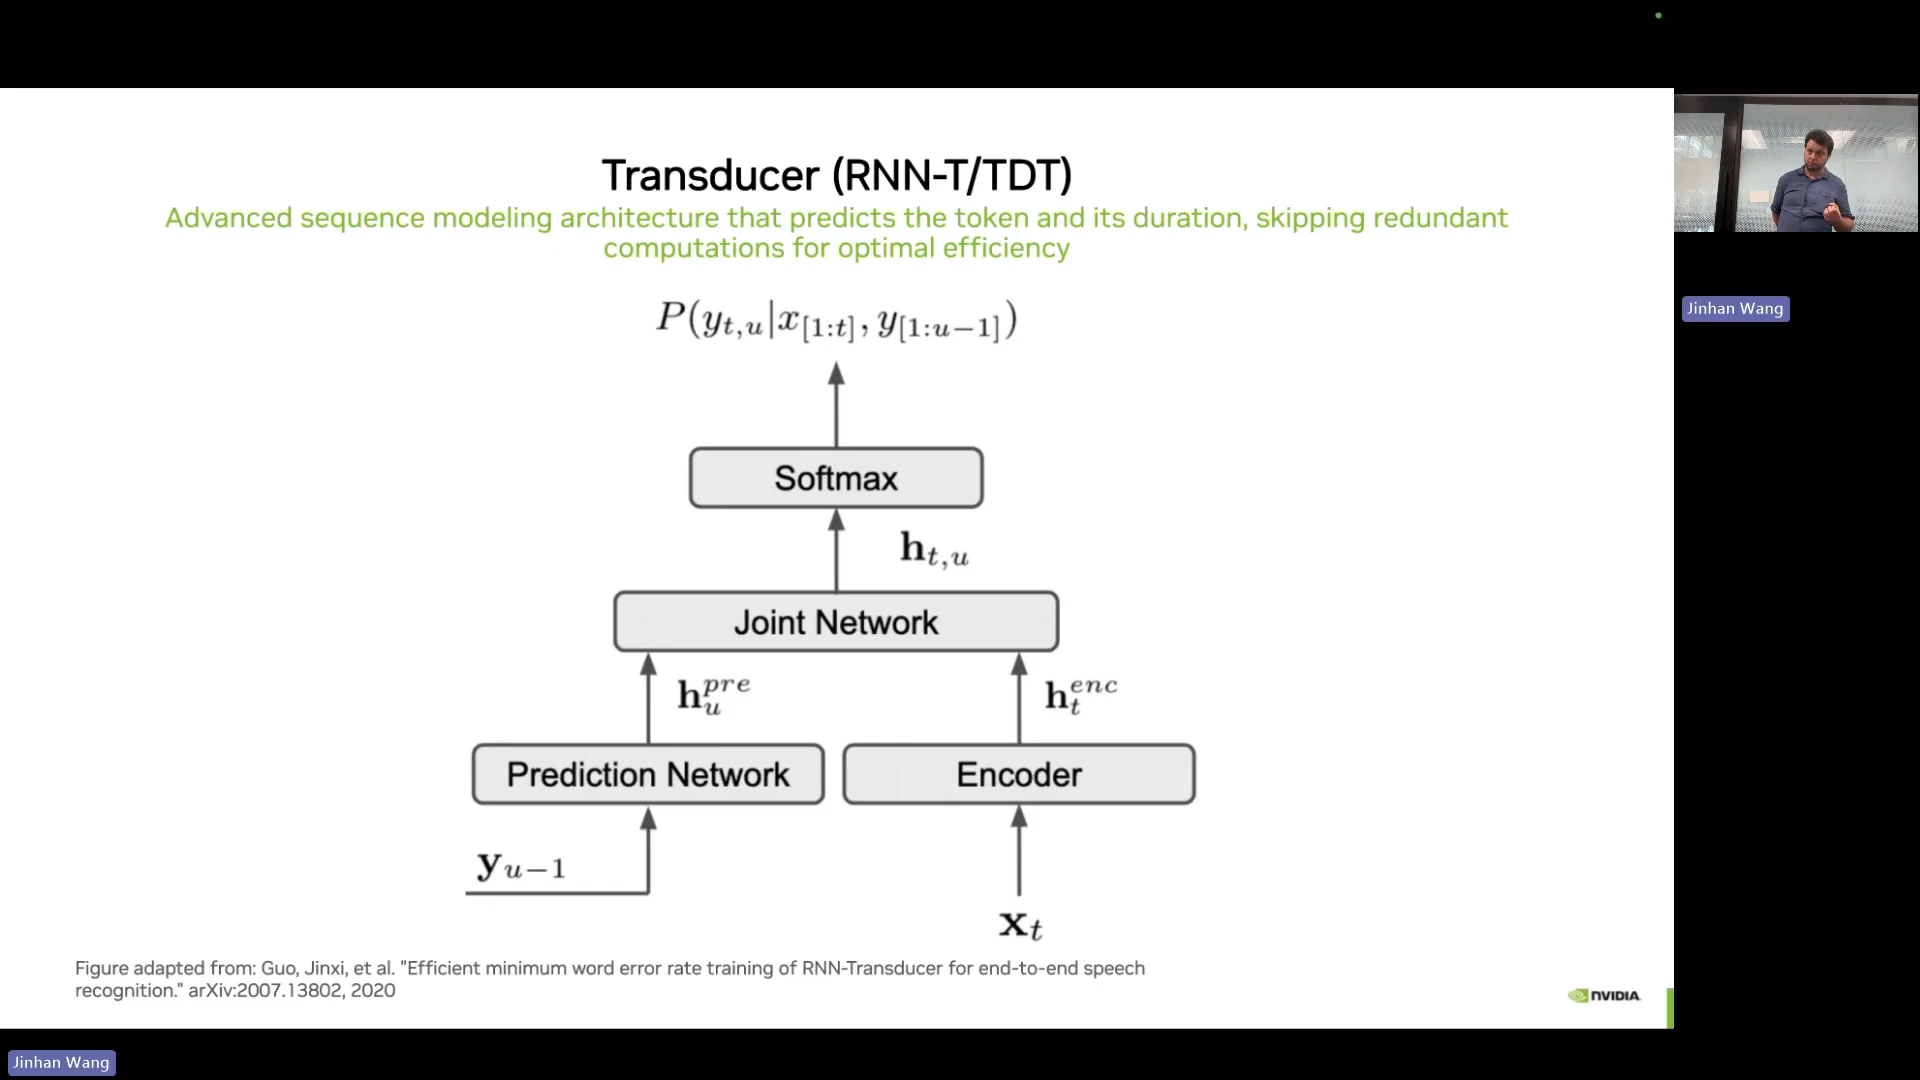 Transducer (RNN-T/TDT)
Advanced sequence modeling architecture that predicts the token and its duration, skipping redundant
computations for optimal efficiency
P(y_{t,u}|x_{[1:t]}, y_{[1:u−1]})
Softmax
h_{t,u}
Joint Network
h_u^{pre}
h_t^{enc}
Prediction Network
Encoder
y_{u−1}
x_t
Figure adapted from: Guo, Jinxi, et al. "Efficient minimum word error rate training of RNN-Transducer for end-to-end speech
recognition." arXiv:2007.13802, 2020
NVIDIA
Jinhan Wang
Jinhan Wang